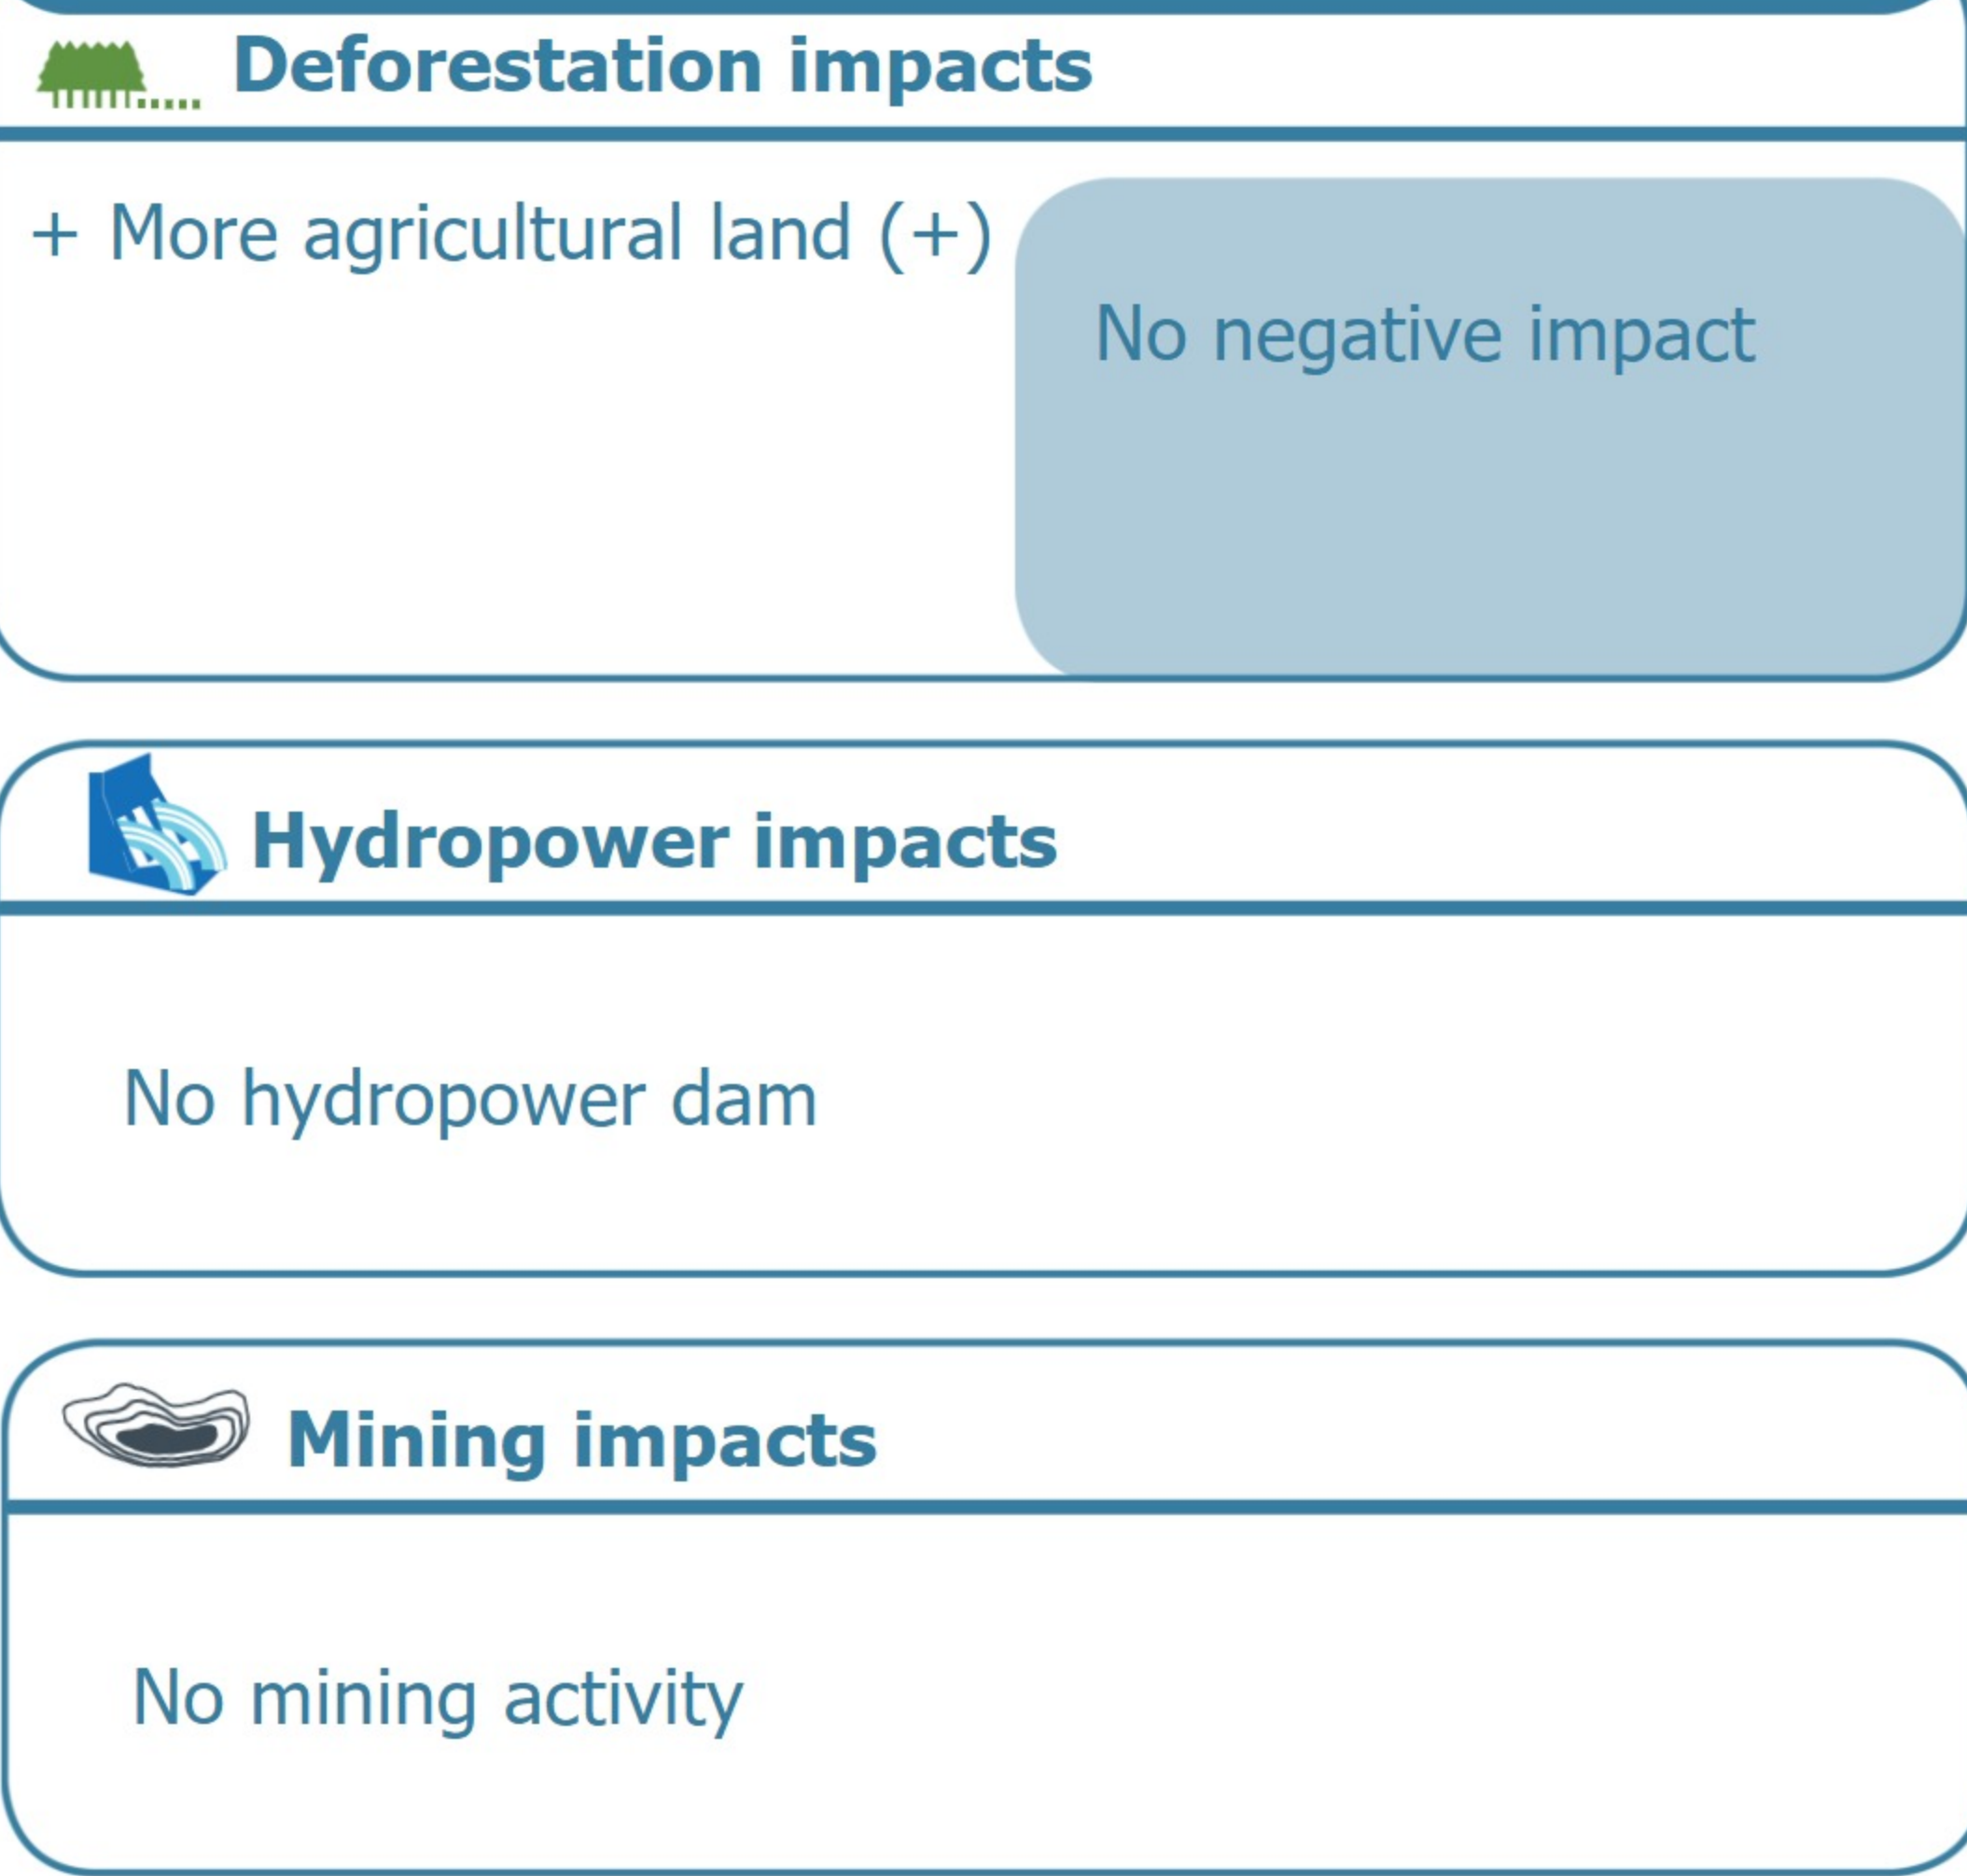 Deforestation impacts
+ More agricultural land (+)
No negative impact
Hydropower impacts
No hydropower dam
Mining impacts
No mining activity